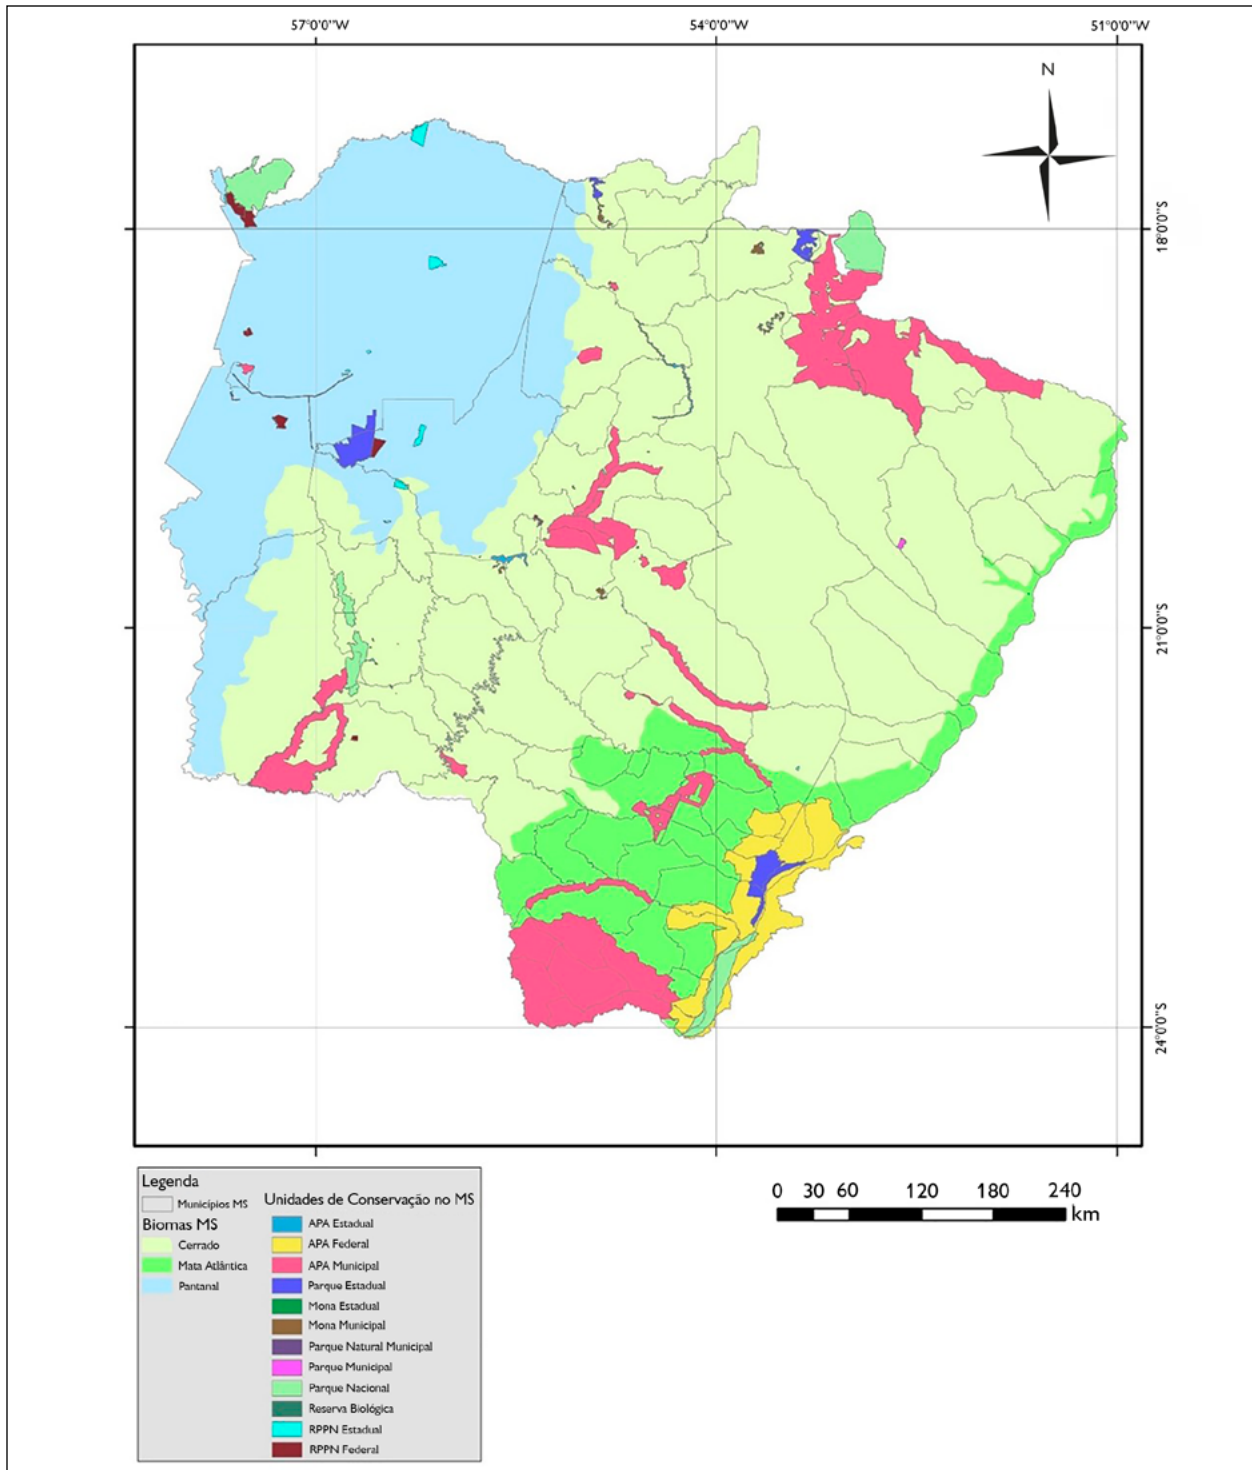 57°0'0"W
54°0'0"W
51°0'0"W
N
18°0'0"S
21°0'0"S
24°0'0"S
Legenda
Municípios MS
Biomas MS
Cerrado
Mata Atlântica
Pantanal
Unidades de Conservação no MS
APA Estadual
APA Federal
APA Municipal
Parque Estadual
Mona Estadual
Mona Municipal
Parque Natural Municipal
Parque Municipal
Parque Nacional
Reserva Biológica
RPPN Estadual
RPPN Federal
0 30 60 120 180 240
km